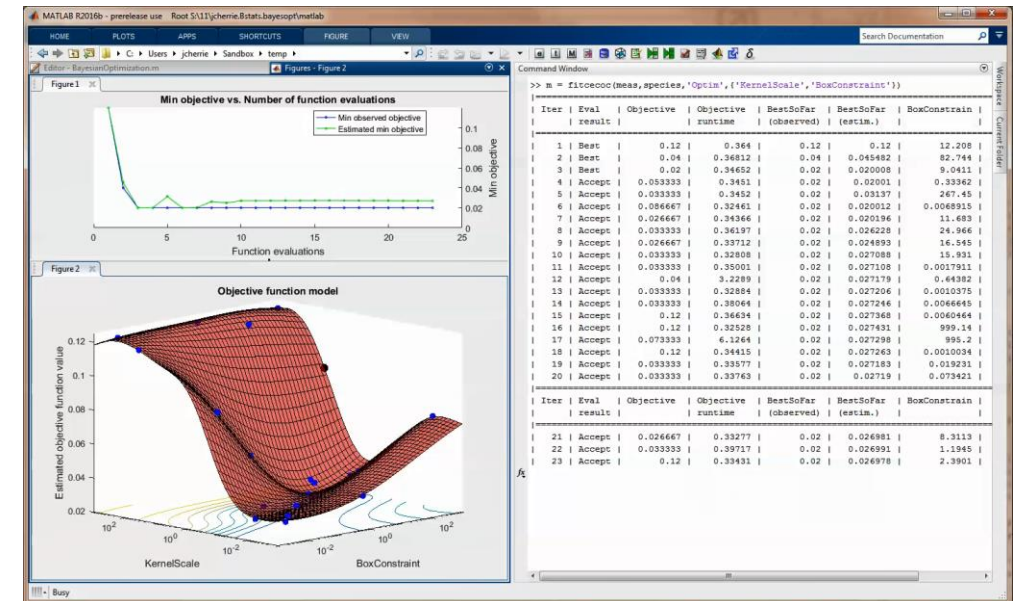 MATLAB R2016b - prerelease use Root S:\11\jcherrie.Bstats.bayesopt\matlab
HOME PLOTS APPS SHORTCUTS FIGURE VIEW Search Documentation
C: Users jcherrie Sandbox temp
Editor - BayesianOptimization.m
Figures - Figure 2
Figure 1
Min objective vs. Number of function evaluations
Min observed objective
Estimated min objective
0.1
0.08
0.06
0.04
0.02
0
Min objective
0 5 10 15 20 25
Function evaluations
Figure 2
Objective function model
0.12
0.1
0.08
0.06
0.04
0.02
Estimated objective function value
10^2 10^0 10^-2 10^-2 10^0 10^2
KernelScale BoxConstraint
Command Window
>> m = fitcecoc(meas,species,'Optim',{'KernelScale','BoxConstraint'})
| Iter | Eval | Objective | Objective | BestSoFar | BestSoFar | BoxConstrain |
| | result | | runtime | (observed) | (estim.) | |
| 1 | Best | 0.12 | 0.364 | 0.12 | 0.12 | 12.208 |
| 2 | Best | 0.04 | 0.36812 | 0.04 | 0.045482 | 82.744 |
| 3 | Best | 0.02 | 0.34652 | 0.02 | 0.020008 | 9.0411 |
| 4 | Accept | 0.053333 | 0.3451 | 0.02 | 0.02001 | 0.33362 |
| 5 | Accept | 0.033333 | 0.3452 | 0.02 | 0.03137 | 267.45 |
| 6 | Accept | 0.086667 | 0.32461 | 0.02 | 0.020012 | 0.0068915 |
| 7 | Accept | 0.026667 | 0.34366 | 0.02 | 0.020196 | 11.683 |
| 8 | Accept | 0.033333 | 0.36197 | 0.02 | 0.026228 | 24.966 |
| 9 | Accept | 0.026667 | 0.33712 | 0.02 | 0.024893 | 16.545 |
| 10 | Accept | 0.033333 | 0.32808 | 0.02 | 0.027088 | 15.931 |
| 11 | Accept | 0.033333 | 0.35001 | 0.02 | 0.027108 | 0.0017911 |
| 12 | Accept | 0.04 | 3.2289 | 0.02 | 0.027179 | 0.64382 |
| 13 | Accept | 0.033333 | 0.32884 | 0.02 | 0.027206 | 0.0010375 |
| 14 | Accept | 0.033333 | 0.38064 | 0.02 | 0.027246 | 0.0066645 |
| 15 | Accept | 0.12 | 0.36634 | 0.02 | 0.027368 | 0.0060464 |
| 16 | Accept | 0.12 | 0.32528 | 0.02 | 0.027431 | 999.14 |
| 17 | Accept | 0.073333 | 6.1264 | 0.02 | 0.027298 | 995.2 |
| 18 | Accept | 0.12 | 0.34415 | 0.02 | 0.027263 | 0.0010034 |
| 19 | Accept | 0.033333 | 0.33577 | 0.02 | 0.027183 | 0.019231 |
| 20 | Accept | 0.033333 | 0.33763 | 0.02 | 0.02719 | 0.073421 |
| Iter | Eval | Objective | Objective | BestSoFar | BestSoFar | BoxConstrain |
| | result | | runtime | (observed) | (estim.) | |
| 21 | Accept | 0.026667 | 0.33277 | 0.02 | 0.026981 | 8.3113 |
| 22 | Accept | 0.033333 | 0.39717 | 0.02 | 0.026991 | 1.1945 |
| 23 | Accept | 0.12 | 0.33431 | 0.02 | 0.026978 | 2.3901 |
fx
Workspace
Current Folder
Busy